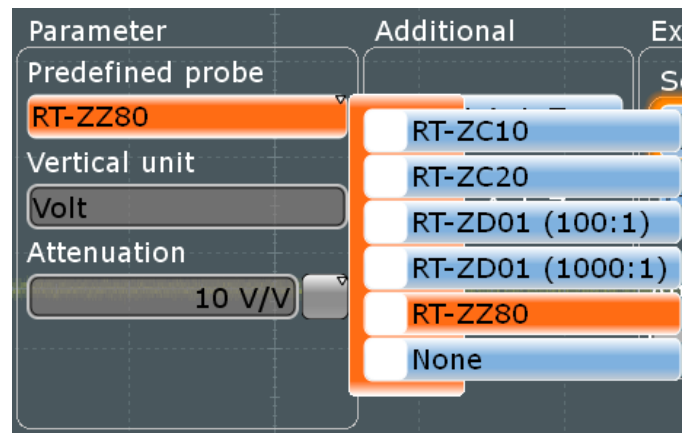 Parameter
Additional
Ex
Predefined probe
RT-ZZ80
Vertical unit
Volt
Attenuation
10 V/V
RT-ZC10
RT-ZC20
RT-ZD01 (100:1)
RT-ZD01 (1000:1)
RT-ZZ80
None